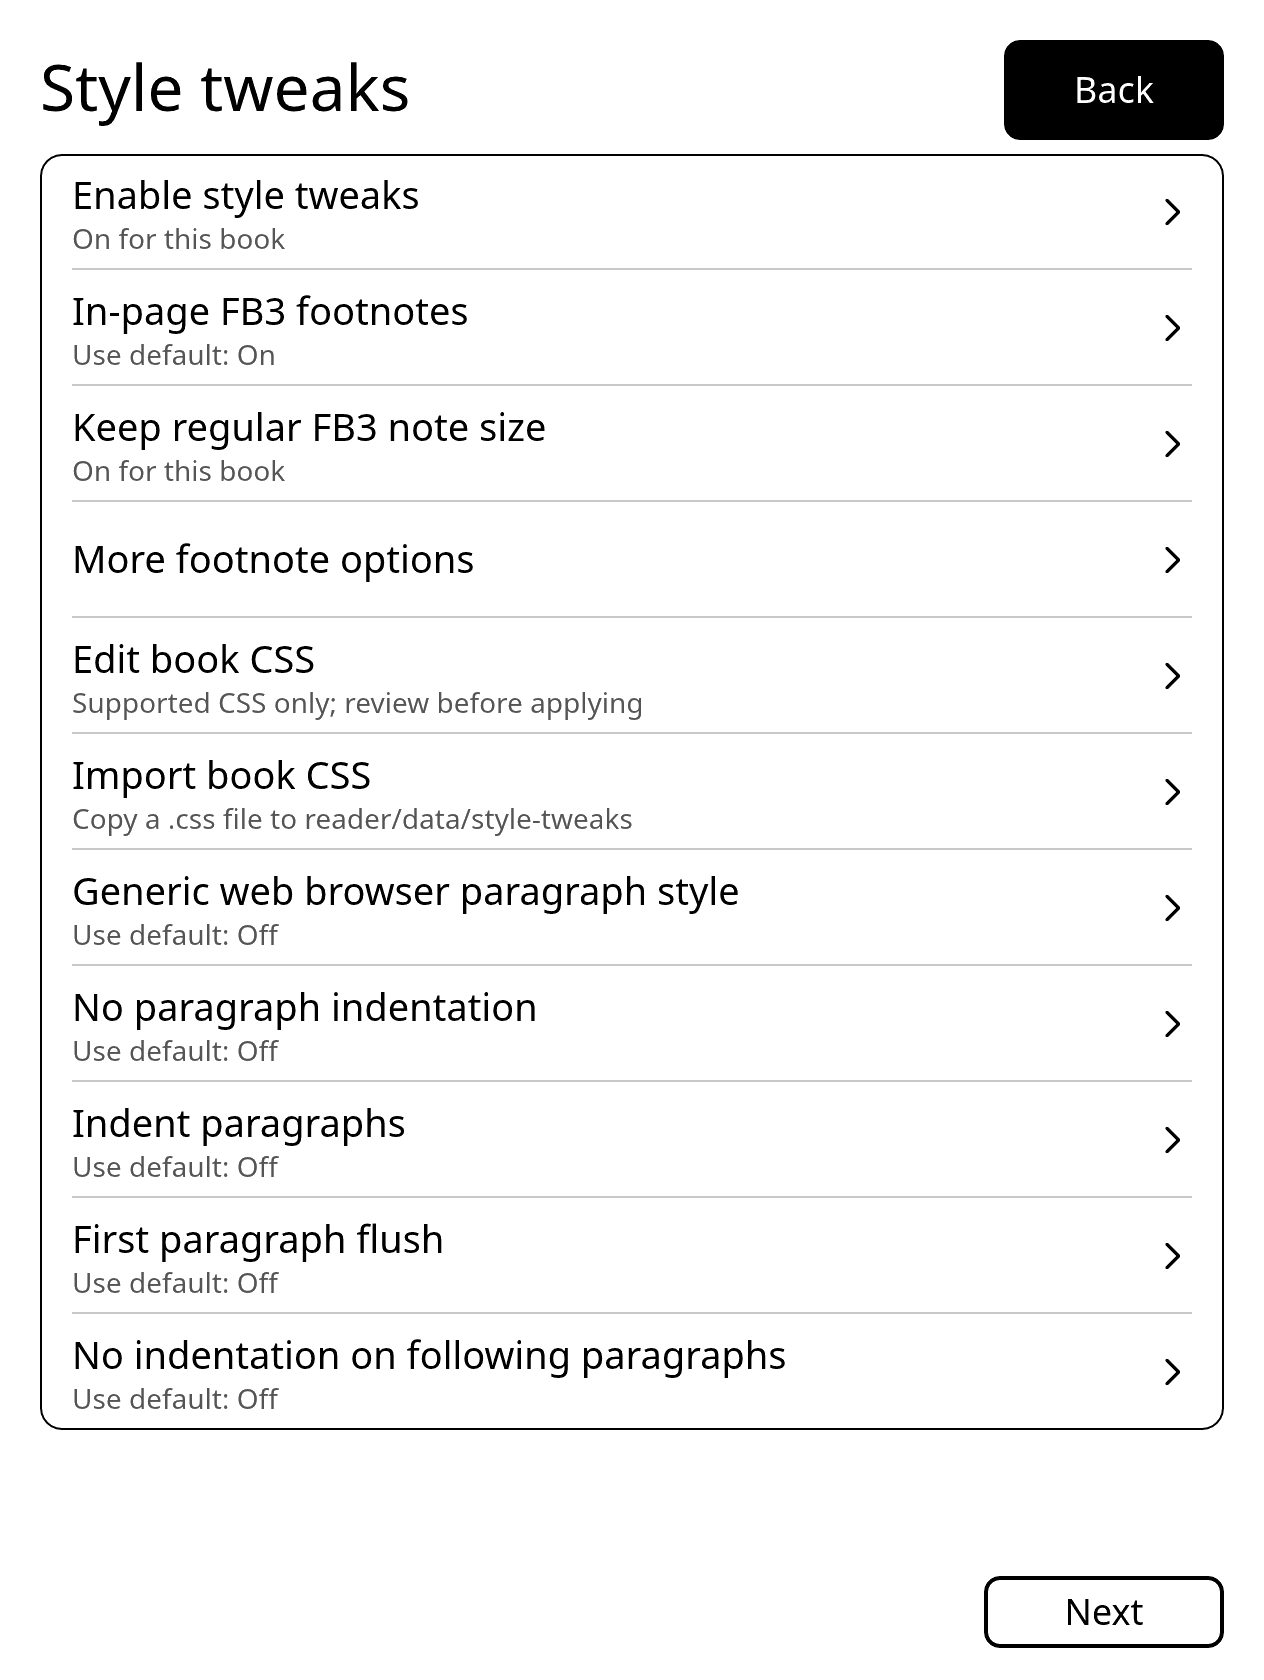 Style tweaks
Back
Enable style tweaks
On for this book
In-page FB3 footnotes
Use default: On
Keep regular FB3 note size
On for this book
More footnote options
Edit book CSS
Supported CSS only; review before applying
Import book CSS
Copy a .css file to reader/data/style-tweaks
Generic web browser paragraph style
Use default: Off
No paragraph indentation
Use default: Off
Indent paragraphs
Use default: Off
First paragraph flush
Use default: Off
No indentation on following paragraphs
Use default: Off
Next